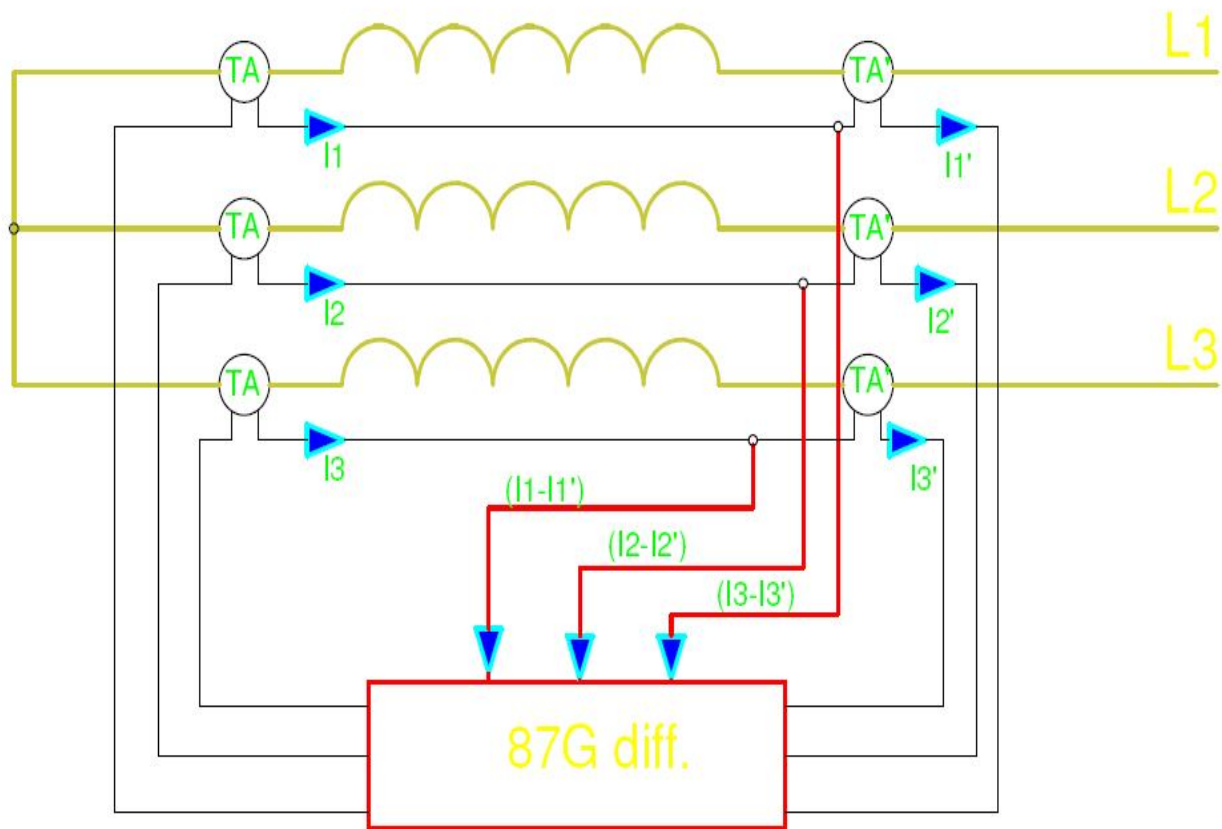 L1
TA
TA'
I1
I1'
L2
TA
TA'
I2
I2'
L3
TA
TA'
I3
I3'
(I1-I1')
(I2-I2')
(I3-I3')
87G diff.